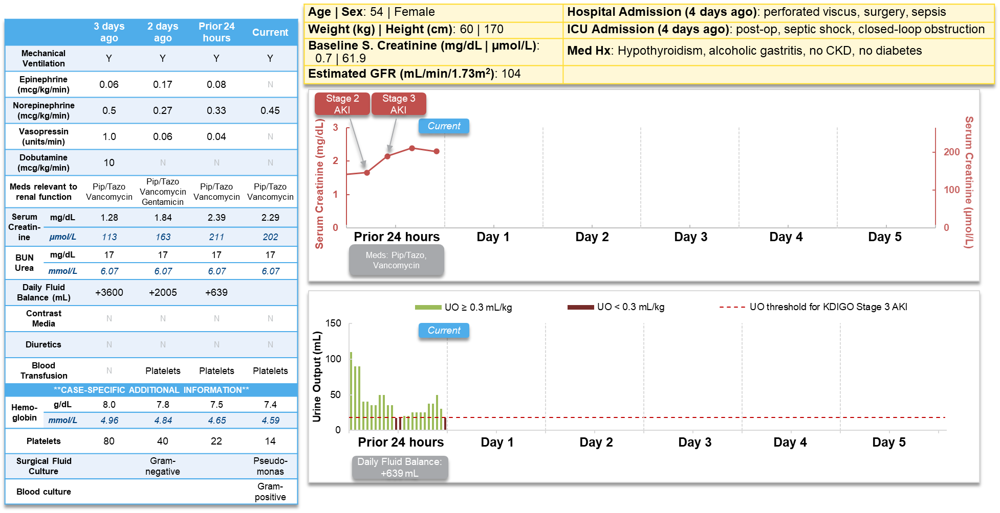 Age | Sex: 54 | Female
Weight (kg) | Height (cm): 60 | 170
Baseline S. Creatinine (mg/dL | µmol/L):
0.7 | 61.9
Estimated GFR (mL/min/1.73m²): 104
Hospital Admission (4 days ago): perforated viscus, surgery, sepsis
ICU Admission (4 days ago): post-op, septic shock, closed-loop obstruction
Med Hx: Hypothyroidism, alcoholic gastritis, no CKD, no diabetes
3 days ago 2 days ago Prior 24 hours Current
Mechanical Ventilation Y Y Y Y
Epinephrine (mcg/kg/min) 0.06 0.17 0.08 N
Norepinephrine (mcg/kg/min) 0.5 0.27 0.33 0.45
Vasopressin (units/min) 1.0 0.06 0.04 N
Dobutamine (mcg/kg/min) 10 N N N
Meds relevant to renal function Pip/Tazo Vancomycin Pip/Tazo Vancomycin Gentamicin Pip/Tazo Vancomycin Pip/Tazo Vancomycin
Serum Creatin-ine mg/dL 1.28 1.84 2.39 2.29
µmol/L 113 163 211 202
BUN Urea mg/dL 17 17 17 17
mmol/L 6.07 6.07 6.07 6.07
Daily Fluid Balance (mL) +3600 +2005 +639
Contrast Media N N N N
Diuretics N N N N
Blood Transfusion N Platelets Platelets Platelets
**CASE-SPECIFIC ADDITIONAL INFORMATION**
Hemo-globin g/dL 8.0 7.8 7.5 7.4
mmol/L 4.96 4.84 4.65 4.59
Platelets 80 40 22 14
Surgical Fluid Culture Gram-negative Pseudo-monas
Blood culture Gram-positive
Stage 2 AKI
Stage 3 AKI
Current
Serum Creatinine (mg/dL)
3
2
1
0
Serum Creatinine (µmol/L)
200
100
0
Prior 24 hours Day 1 Day 2 Day 3 Day 4 Day 5
Meds: Pip/Tazo,
Vancomycin
UO ≥ 0.3 mL/kg UO < 0.3 mL/kg UO threshold for KDIGO Stage 3 AKI
Current
Urine Output (mL)
150
100
50
0
Prior 24 hours Day 1 Day 2 Day 3 Day 4 Day 5
Daily Fluid Balance:
+639 mL